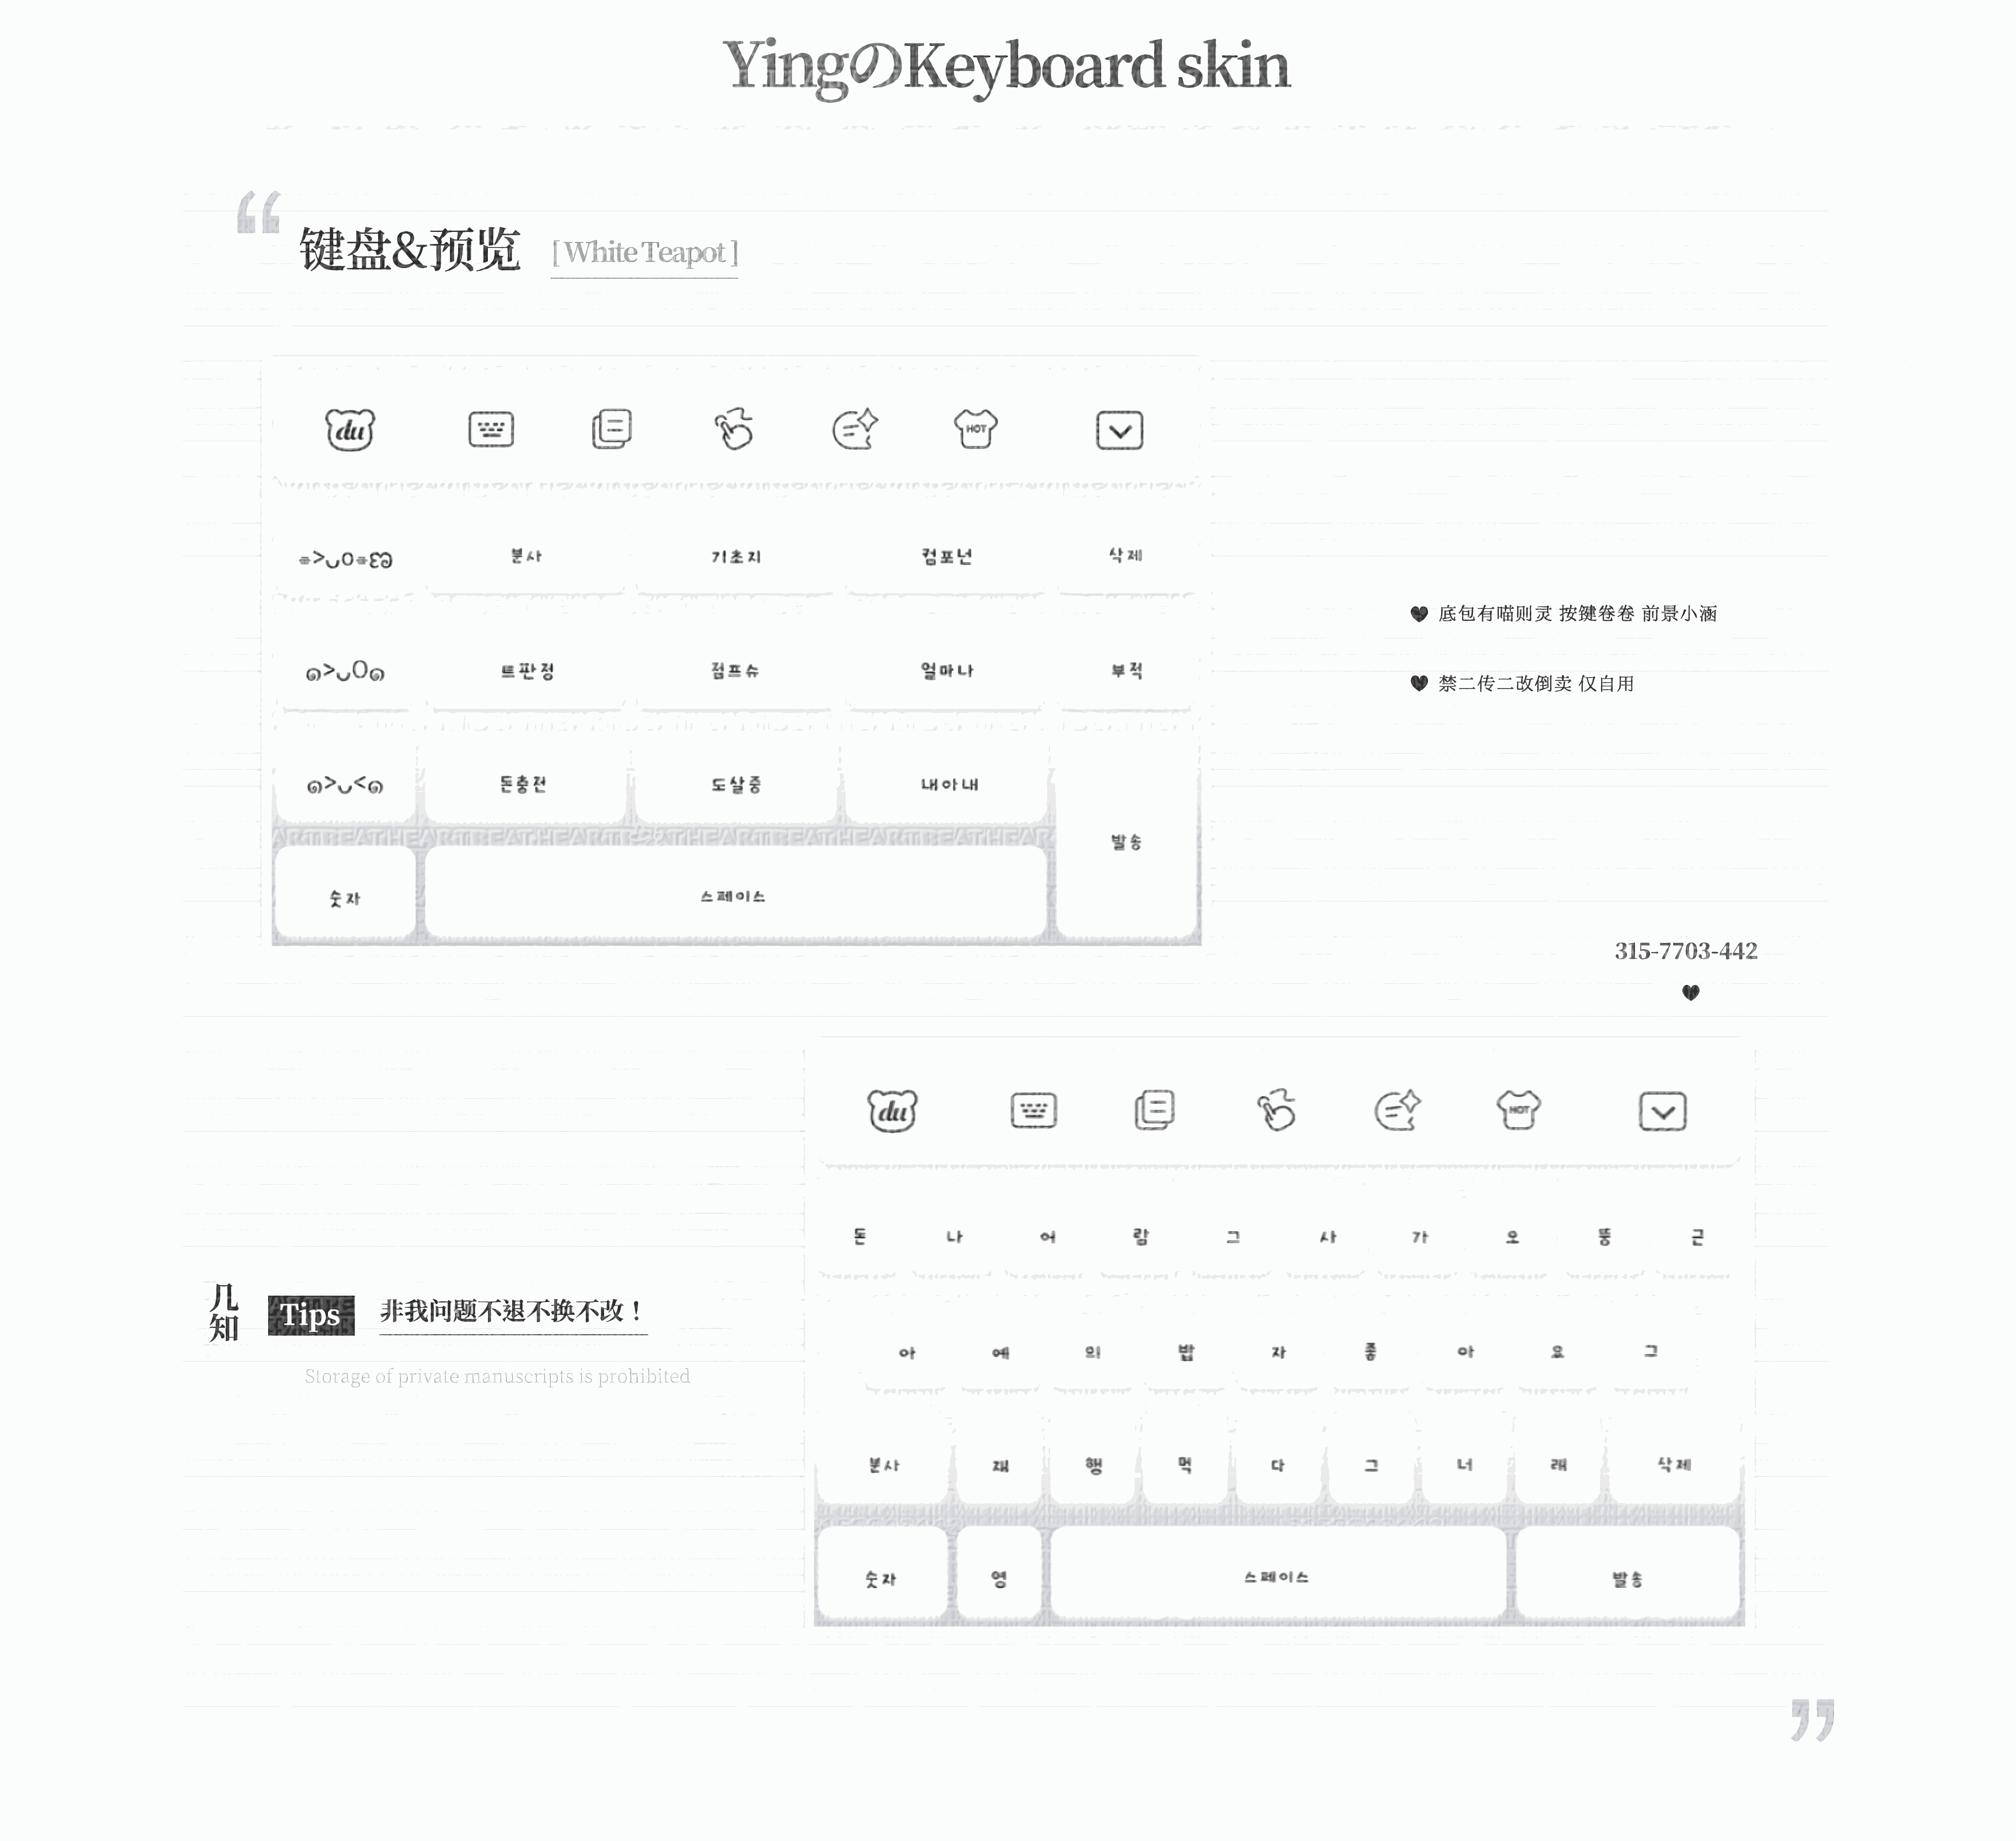 YingのKeyboard skin
键盘&预览 [ White Teapot ]
du HOT
분사 기초지 컴포넌 삭제
๑>ᴗO๑ 트판정 점프슈 얼마나 부적
๑>ᴗ<๑ 돈충전 도살중 내아내
발송
ARTBEATHEARTBEATHEARTBEATHEARTBEATHEAR
숫자 스페이스
♥ 底包有喵则灵 按键卷卷 前景小涵
♥ 禁二传二改倒卖 仅自用
315-7703-442
♥
du HOT
돈 나 어 람 그 사 가 오 뚱 근
아 예 의 밥 자 좋 아 요 그
분사 재 행 먹 다 그 너 래 삭제
숫자 영 스페이스 발송
几知 Tips 非我问题不退不换不改！
Storage of private manuscripts is prohibited